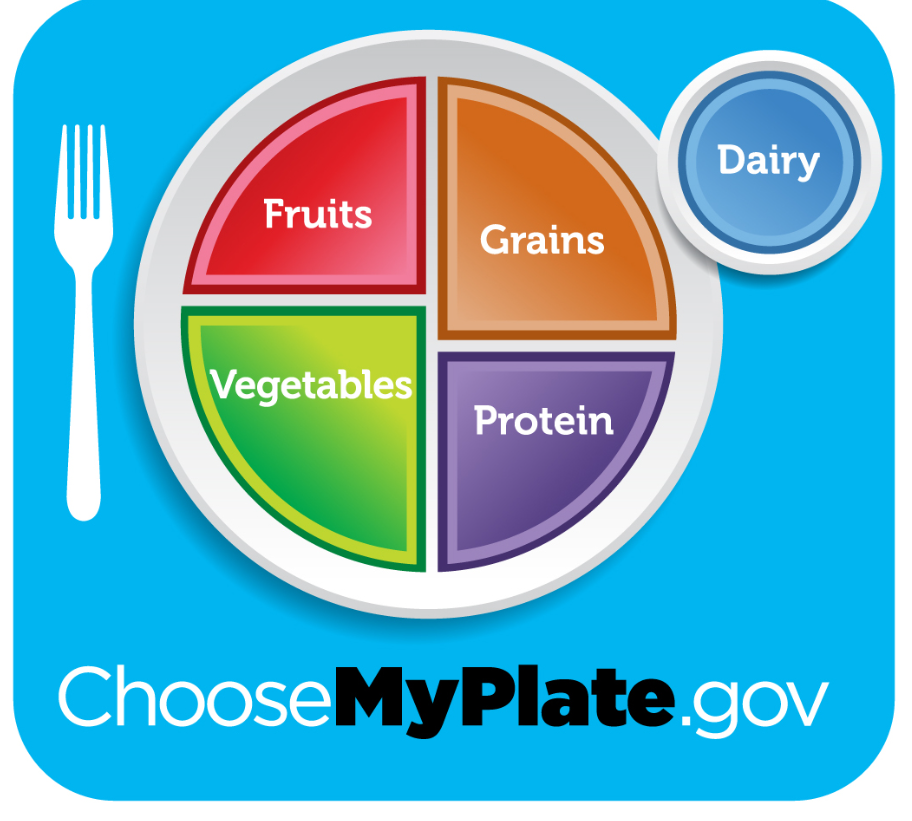 Dairy
Fruits
Grains
Vegetables
Protein
ChooseMyPlate.gov